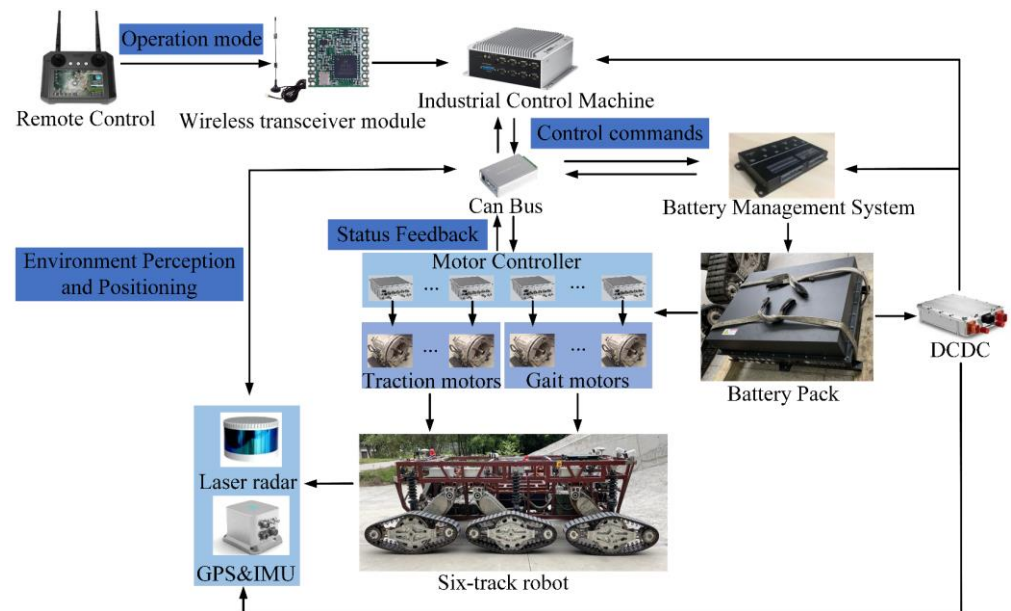 Operation mode
Remote Control
Wireless transceiver module
Industrial Control Machine
Control commands
Can Bus
Battery Management System
Status Feedback
Environment Perception
and Positioning
Motor Controller
...
...
...
...
Traction motors
Gait motors
Battery Pack
DCDC
Laser radar
GPS&IMU
Six-track robot